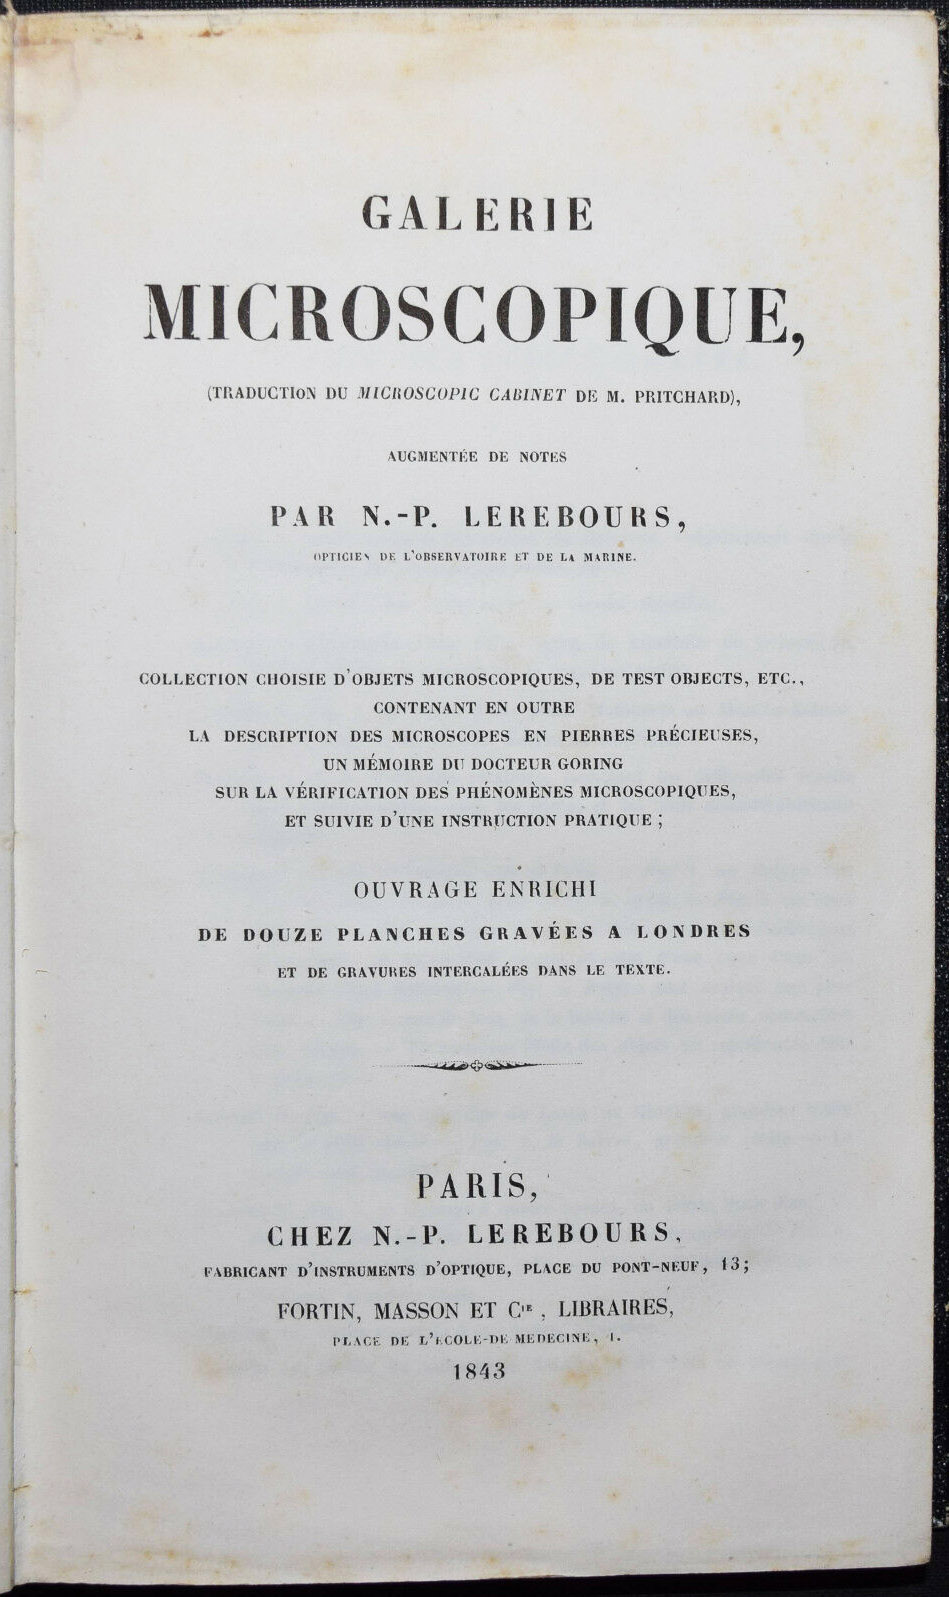 GALERIE
MICROSCOPIQUE,
(TRADUCTION DU MICROSCOPIC CABINET DE M. PRITCHARD),
AUGMENTÉE DE NOTES
PAR N.-P. LEREBOURS,
OPTICIEN DE L'OBSERVATOIRE ET DE LA MARINE.
COLLECTION CHOISIE D'OBJETS MICROSCOPIQUES, DE TEST OBJECTS, ETC.,
CONTENANT EN OUTRE
LA DESCRIPTION DES MICROSCOPES EN PIERRES PRÉCIEUSES,
UN MÉMOIRE DU DOCTEUR GORING
SUR LA VÉRIFICATION DES PHÉNOMÈNES MICROSCOPIQUES,
ET SUIVIE D'UNE INSTRUCTION PRATIQUE ;
OUVRAGE ENRICHI
DE DOUZE PLANCHES GRAVÉES A LONDRES
ET DE GRAVURES INTERCALÉES DANS LE TEXTE.
PARIS,
CHEZ N.-P. LEREBOURS,
FABRICANT D'INSTRUMENTS D'OPTIQUE, PLACE DU PONT-NEUF, 13;
FORTIN, MASSON ET Cⁱᵉ, LIBRAIRES,
PLACE DE L'ÉCOLE-DE MEDECINE, 1.
1843